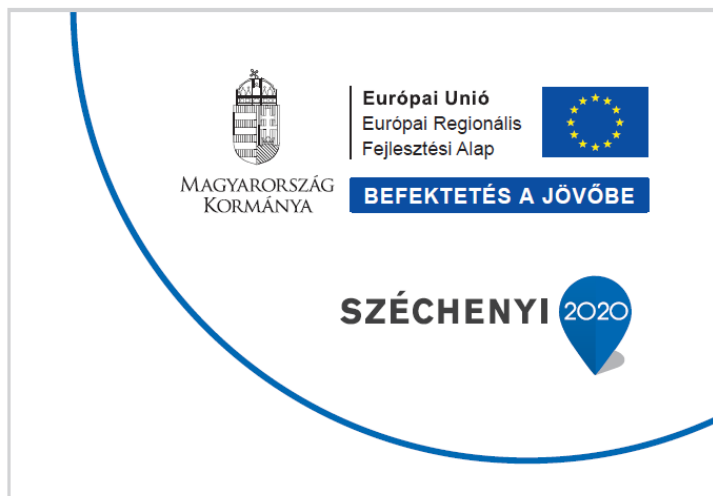 Európai Unió
Európai Regionális
Fejlesztési Alap
MAGYARORSZÁG
KORMÁNYA
BEFEKTETÉS A JÖVŐBE
SZÉCHENYI 2020